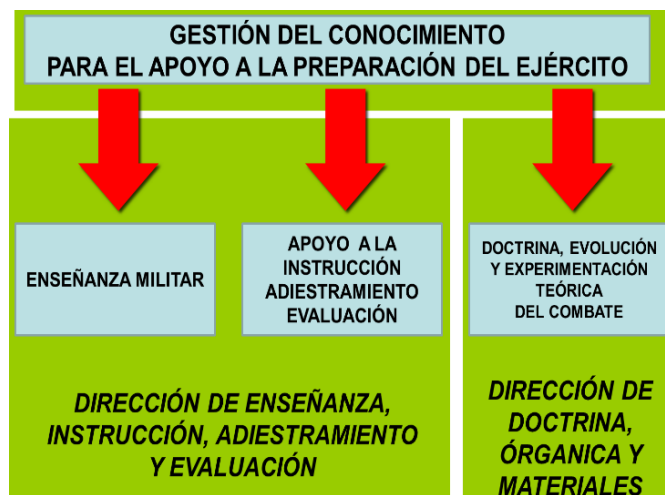 GESTIÓN DEL CONOCIMIENTO
PARA EL APOYO A LA PREPARACIÓN DEL EJÉRCITO
ENSEÑANZA MILITAR
APOYO A LA
INSTRUCCIÓN
ADIESTRAMIENTO
EVALUACIÓN
DOCTRINA, EVOLUCIÓN
Y EXPERIMENTACIÓN
TEÓRICA
DEL COMBATE
DIRECCIÓN DE ENSEÑANZA,
INSTRUCCIÓN, ADIESTRAMIENTO
Y EVALUACIÓN
DIRECCIÓN DE
DOCTRINA,
ÓRGANICA Y
MATERIALES